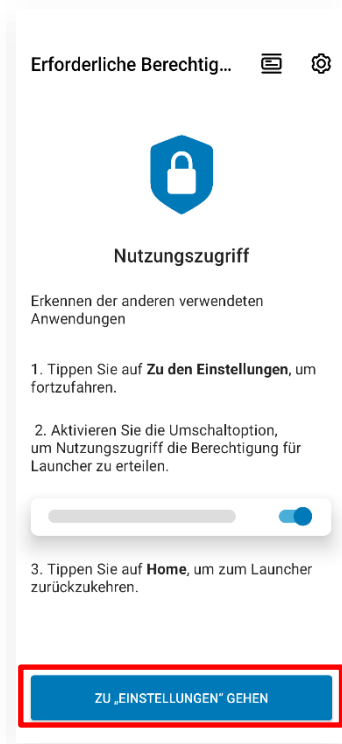 Erforderliche Berechtig...
Nutzungszugriff
Erkennen der anderen verwendeten
Anwendungen
1. Tippen Sie auf Zu den Einstellungen, um
fortzufahren.
2. Aktivieren Sie die Umschaltoption,
um Nutzungszugriff die Berechtigung für
Launcher zu erteilen.
3. Tippen Sie auf Home, um zum Launcher
zurückzukehren.
ZU „EINSTELLUNGEN“ GEHEN